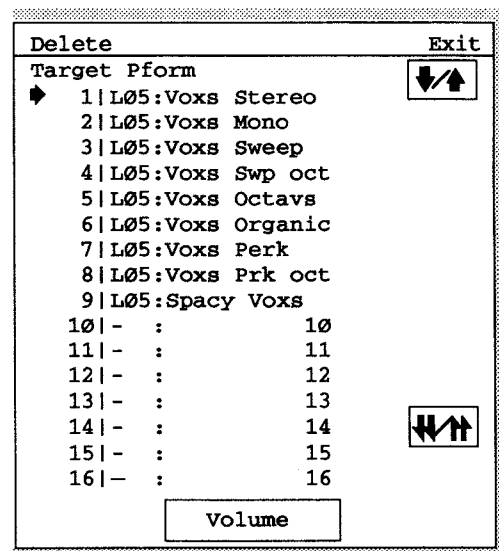 Delete Exit
Target Pform
1|LØ5:Voxs Stereo
2|LØ5:Voxs Mono
3|LØ5:Voxs Sweep
4|LØ5:Voxs Swp oct
5|LØ5:Voxs Octavs
6|LØ5:Voxs Organic
7|LØ5:Voxs Perk
8|LØ5:Voxs Prk oct
9|LØ5:Spacy Voxs
1Ø|- : 1Ø
11|- : 11
12|- : 12
13|- : 13
14|- : 14
15|- : 15
16|— : 16
Volume